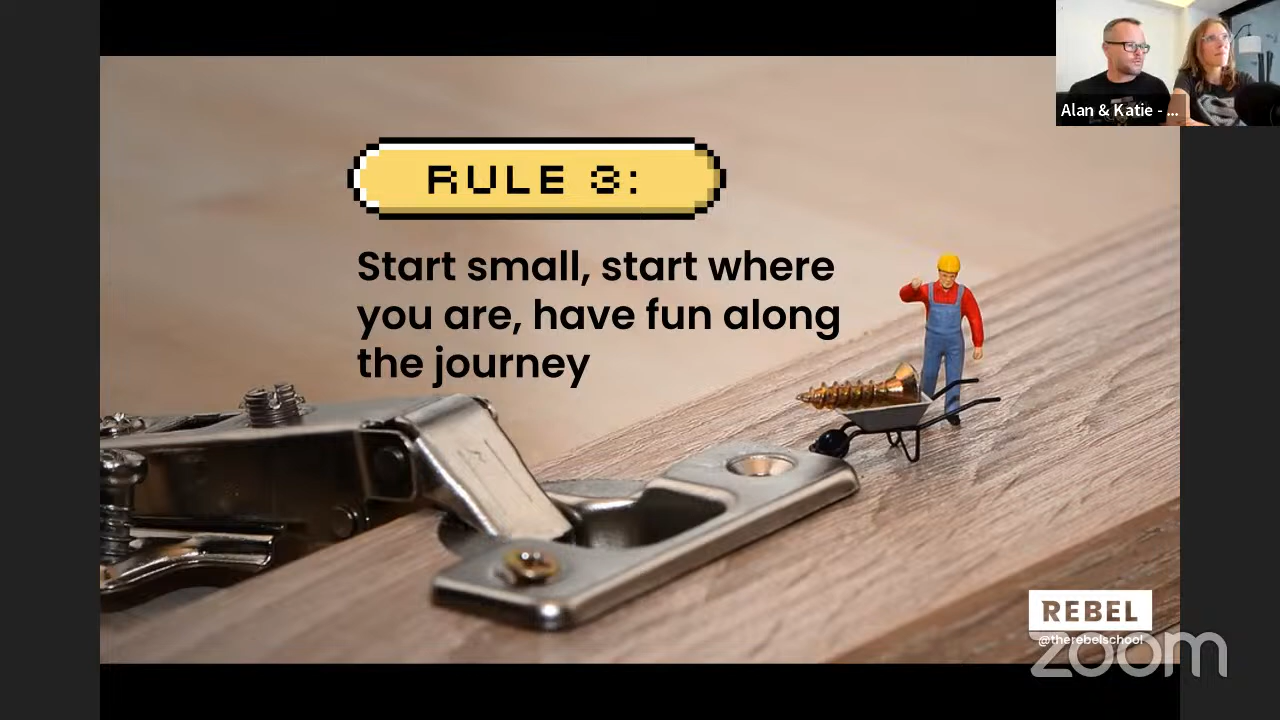 Alan & Katie - ...
RULE 3:
Start small, start where
you are, have fun along
the journey
REBEL
@therebelschool
zoom